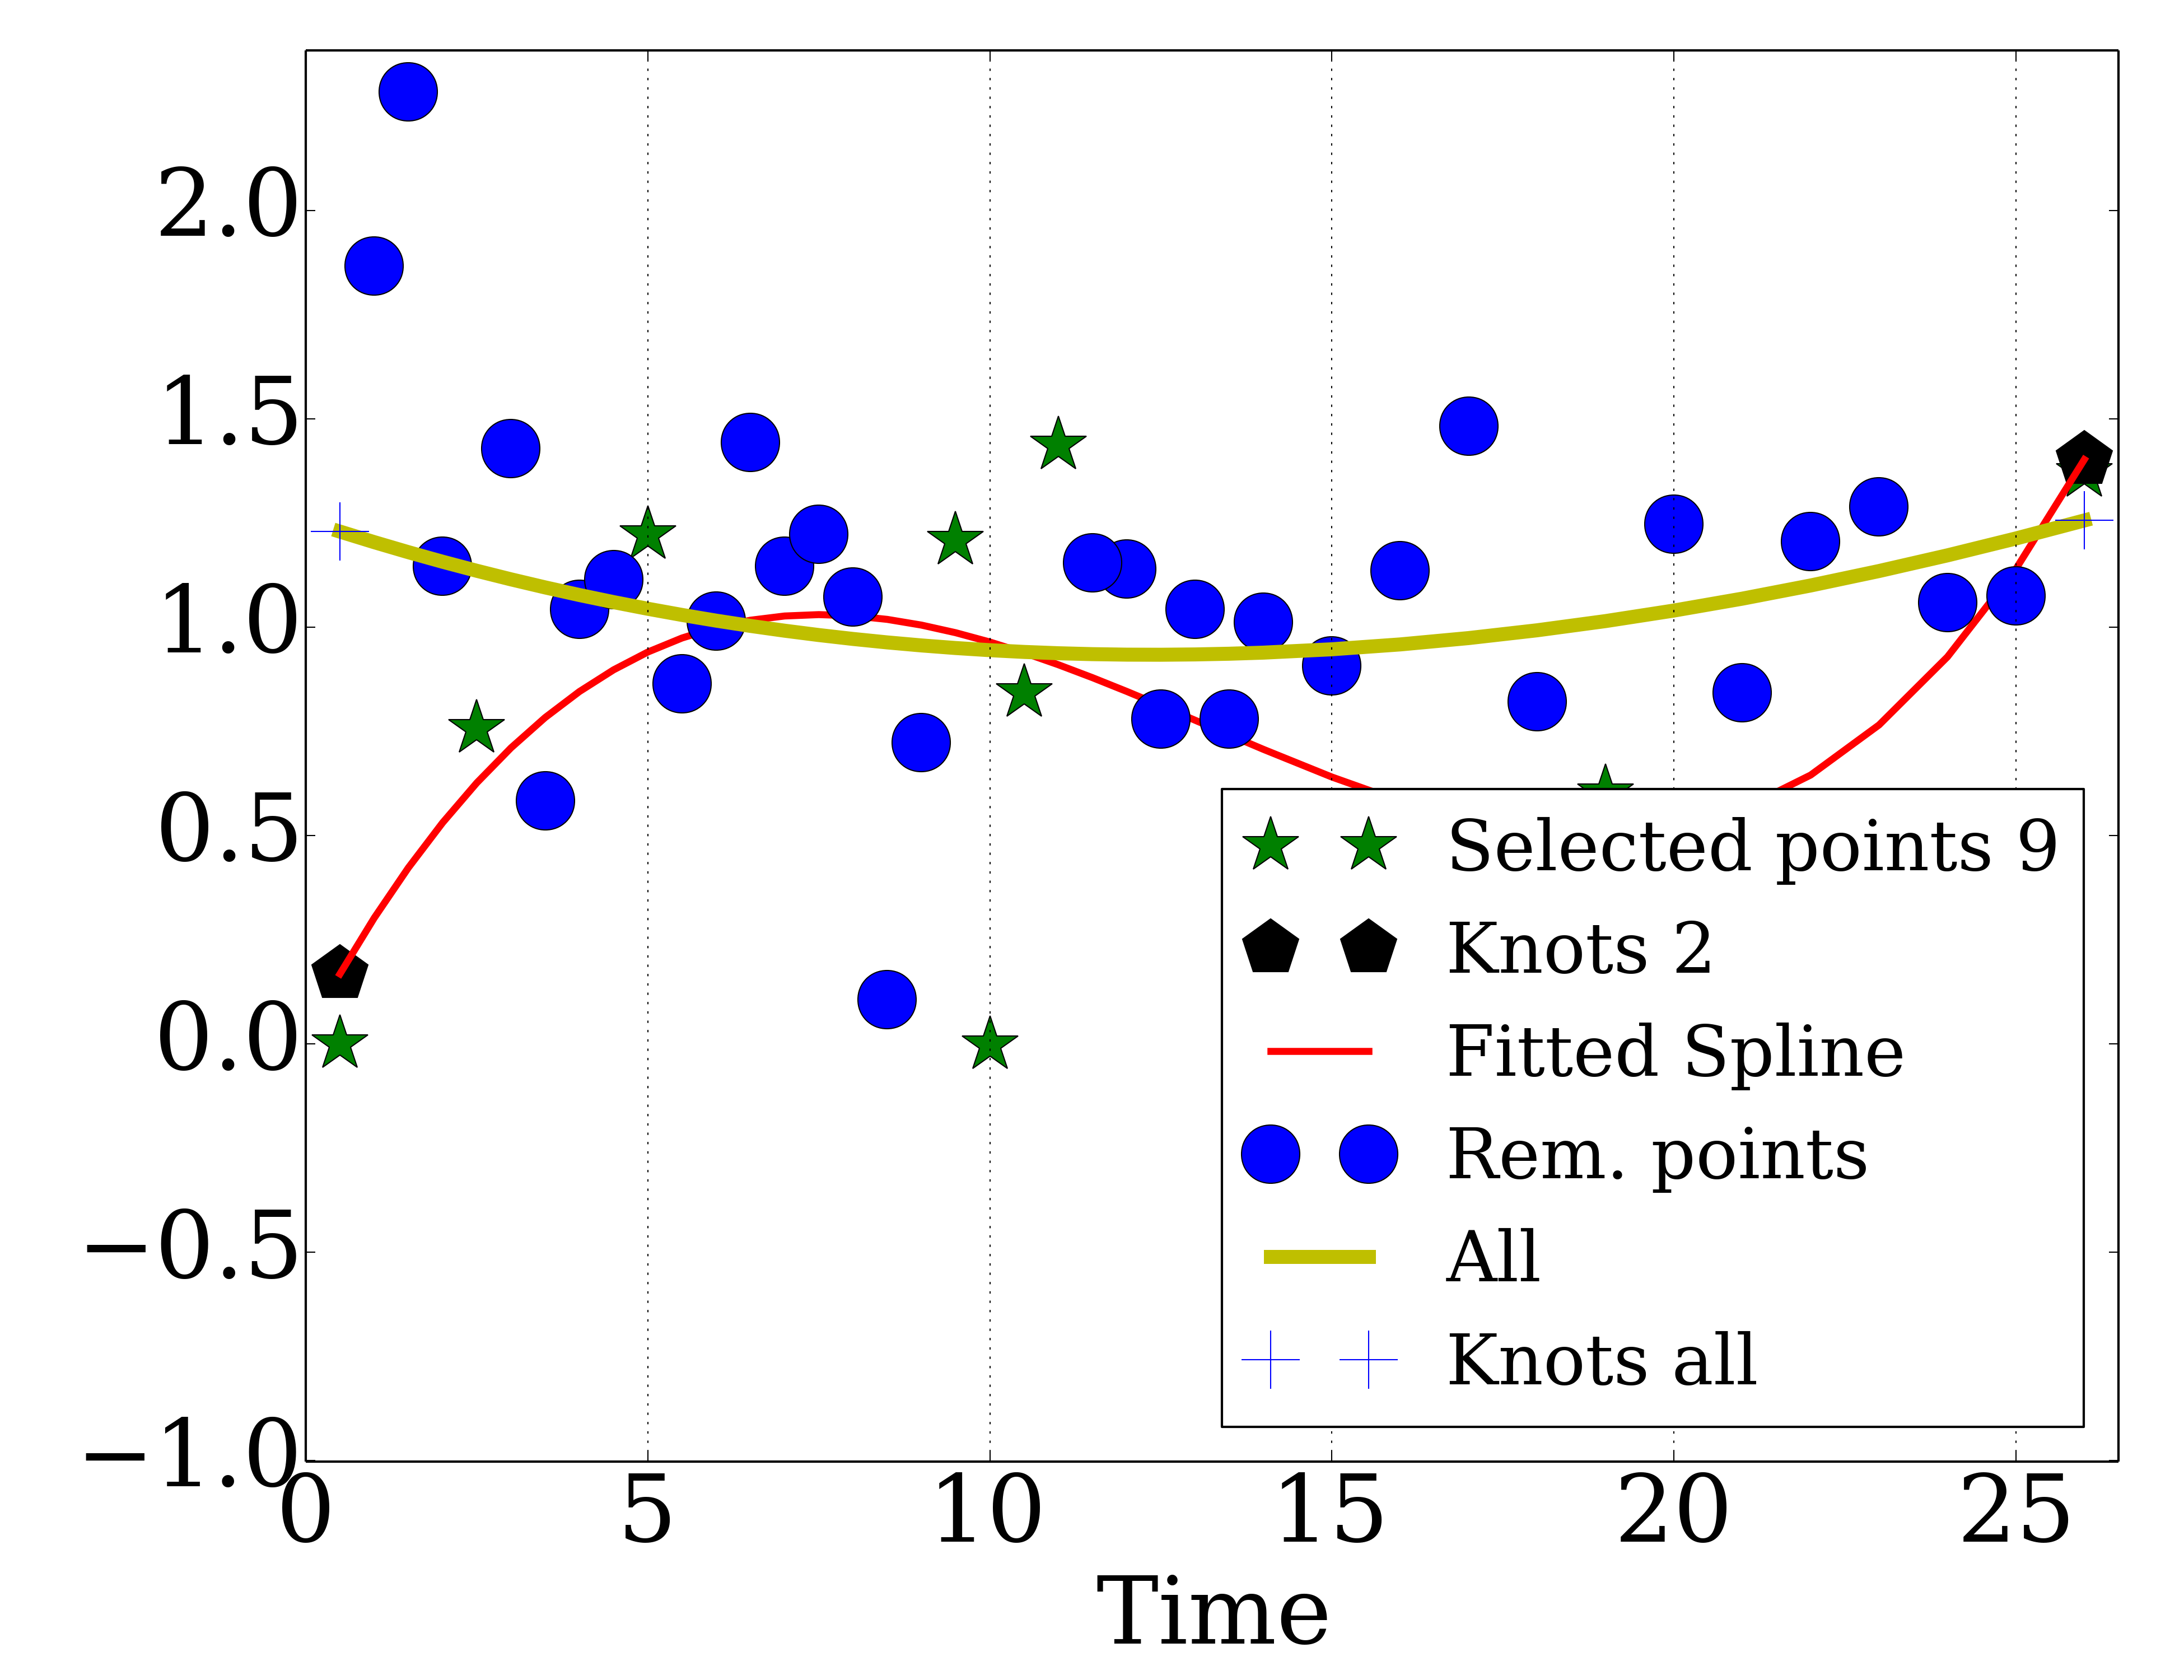 2.0
1.5
1.0
0.5
0.0
−0.5
−1.0
0 5 10 15 20 25
Time
Selected points 9
Knots 2
Fitted Spline
Rem. points
All
Knots all